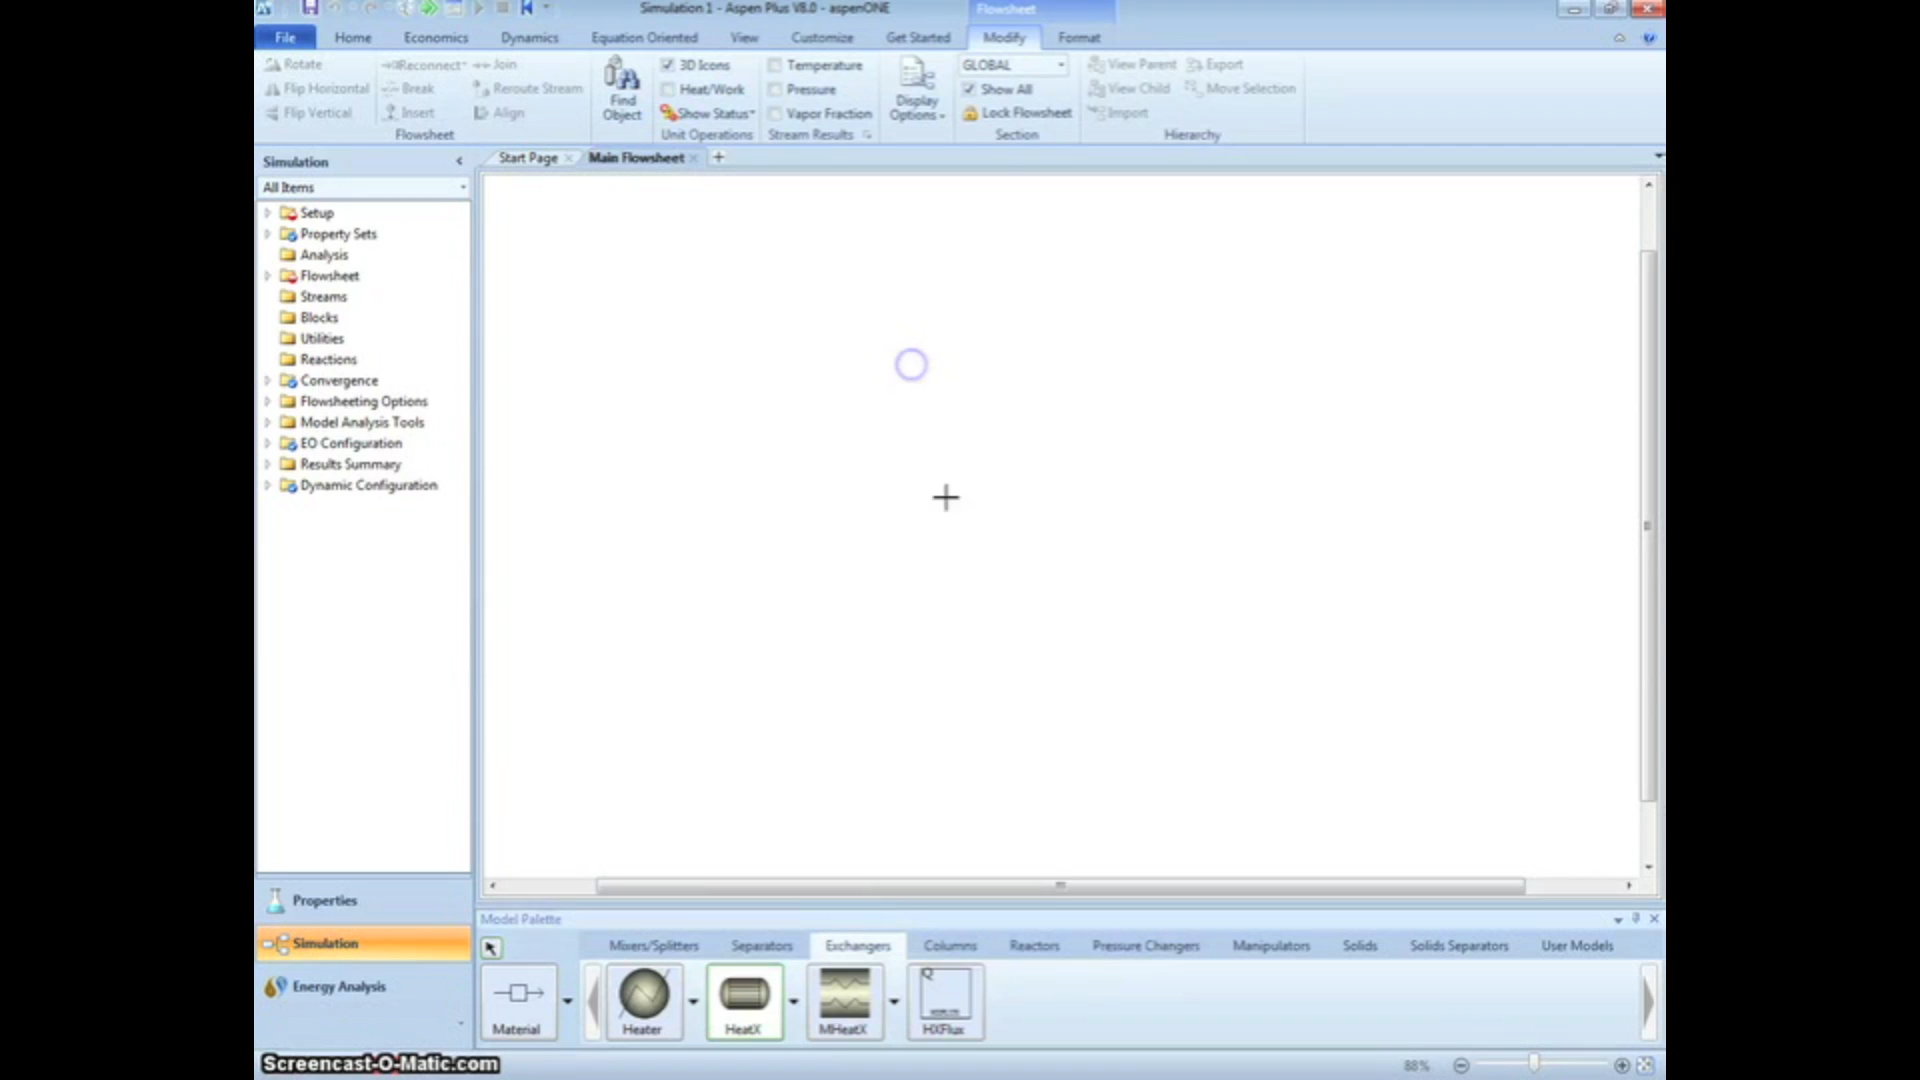 Simulation 1 - Aspen Plus V8.0 - aspenONE
Flowsheet
File Home Economics Dynamics Equation Oriented View Customize Get Started Modify Format
Rotate Reconnect Join
Flip Horizontal Break Reroute Stream
Flip Vertical Insert Align
Flowsheet
Find Object
3D Icons
Heat/Work
Show Status
Unit Operations
Temperature
Pressure
Vapor Fraction
Stream Results
Display Options
GLOBAL
Show All
Lock Flowsheet
Section
View Parent Export
View Child Move Selection
Import
Hierarchy
Simulation
All Items
Setup
Property Sets
Analysis
Flowsheet
Streams
Blocks
Utilities
Reactions
Convergence
Flowsheeting Options
Model Analysis Tools
EO Configuration
Results Summary
Dynamic Configuration
Properties
Simulation
Energy Analysis
Start Page Main Flowsheet
Model Palette
Mixers/Splitters Separators Exchangers Columns Reactors Pressure Changers Manipulators Solids Solids Separators User Models
Material Heater HeatX MHeatX HXFlux
Q
88%
Screencast-O-Matic.com